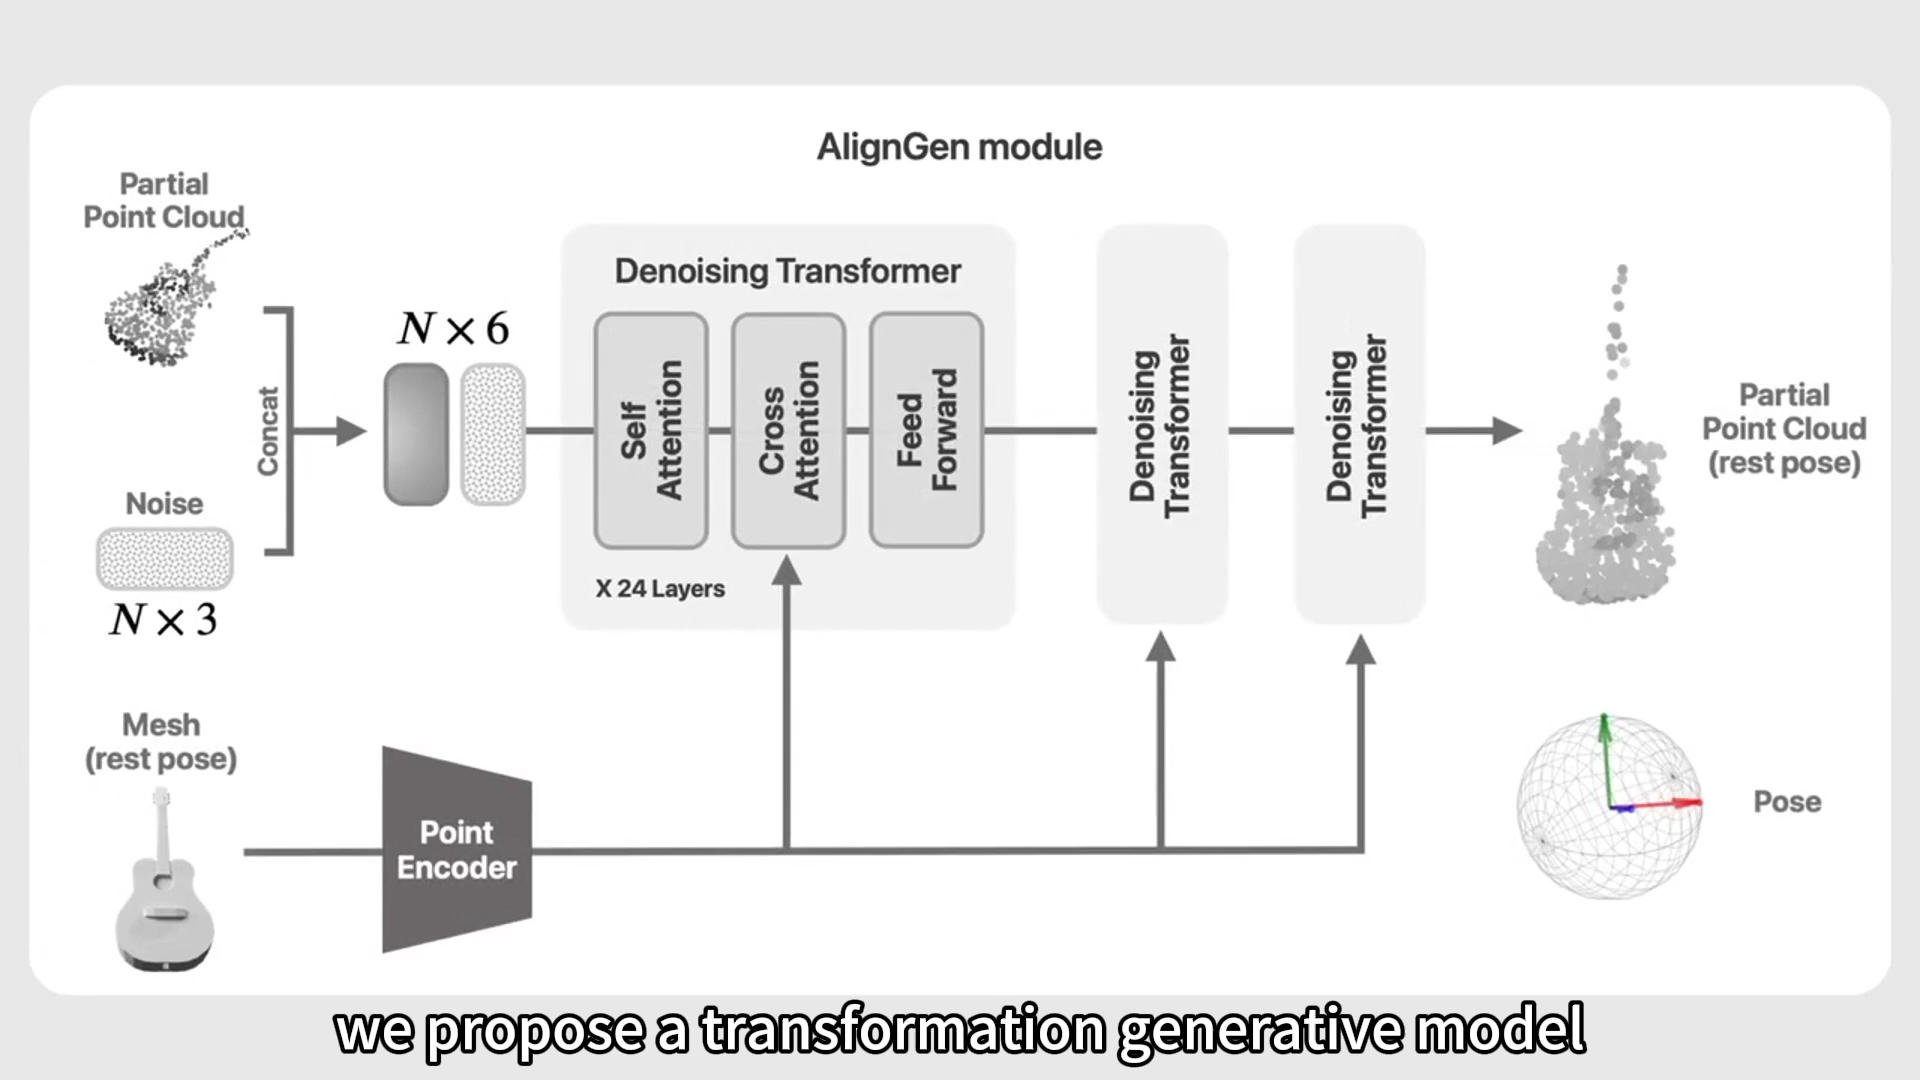 AlignGen module
Partial
Point Cloud
Concat
Noise
N × 3
N × 6
Denoising Transformer
Self
Attention
Cross
Attention
Feed
Forward
X 24 Layers
Denoising
Transformer
Denoising
Transformer
Partial
Point Cloud
(rest pose)
Mesh
(rest pose)
Point
Encoder
Pose
we propose a transformation generative model